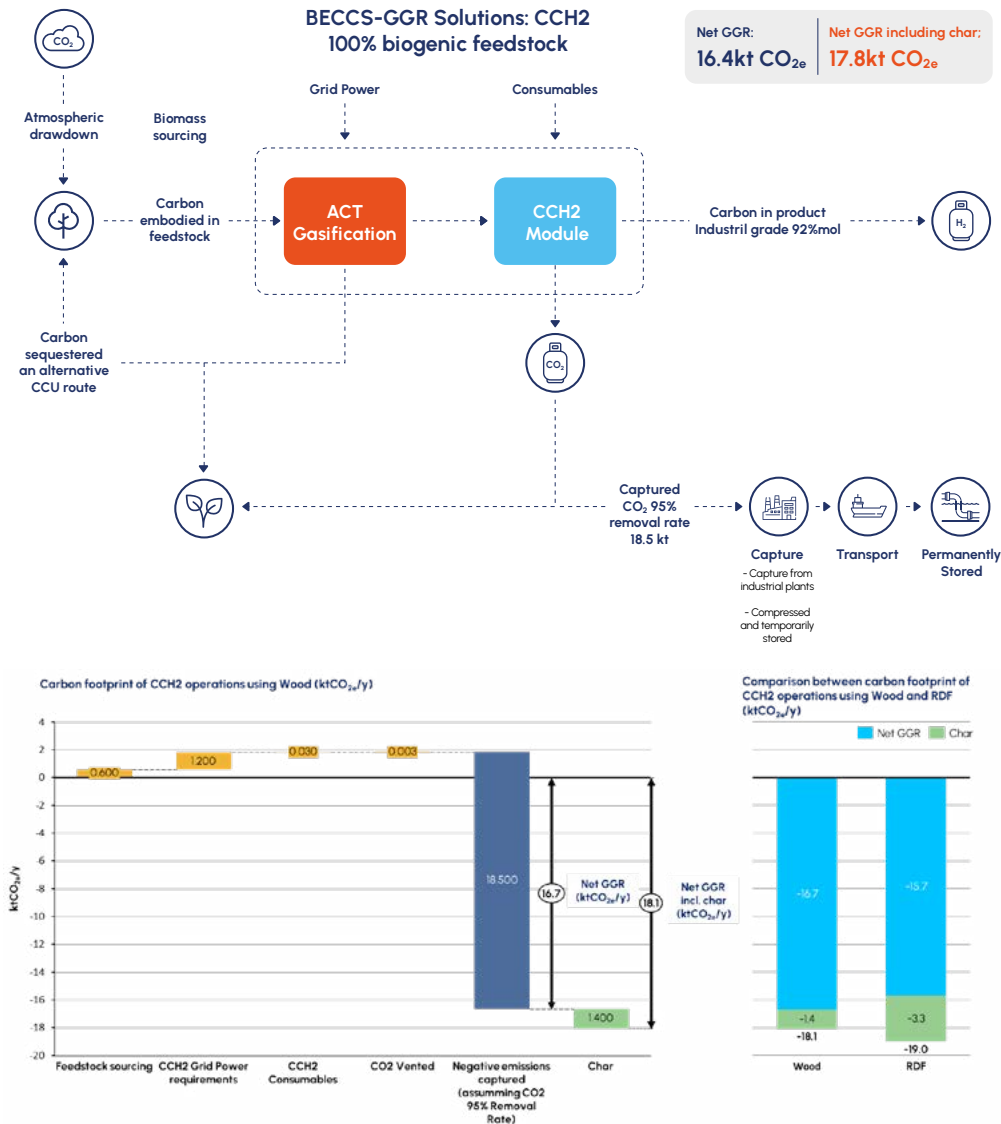 BECCS-GGR Solutions: CCH2
100% biogenic feedstock
Net GGR:
16.4kt CO2e
Net GGR including char;
17.8kt CO2e
CO2
Grid Power
Consumables
Atmospheric
drawdown
Biomass
sourcing
Carbon
embodied in
feedstock
ACT
Gasification
CCH2
Module
Carbon in product
Industril grade 92%mol
H2
Carbon
sequestered
an alternative
CCU route
CO2
Captured
CO2 95%
removal rate
18.5 kt
Capture
- Capture from
industrial plants
- Compressed
and temporarily
stored
Transport
Permanently
Stored
Carbon footprint of CCH2 operations using Wood (ktCO2e/y)
ktCO2e/y
4
2
0
-2
-4
-6
-8
-10
-12
-14
-16
-18
-20
0.600
1.200
0.030
0.003
18.500
1.400
16.7
Net GGR
(ktCO2e/y)
18.1
Net GGR
incl. char
(ktCO2e/y)
Feedstock sourcing
CCH2 Grid Power
requirements
CCH2
Consumables
CO2 Vented
Negative emissions
captured
(assumming CO2
95% Removal
Rate)
Char
Comparison between carbon footprint of
CCH2 operations using Wood and RDF
(ktCO2e/y)
Net GGR
Char
-16.7
-15.7
-1.4
-3.3
-18.1
-19.0
Wood
RDF